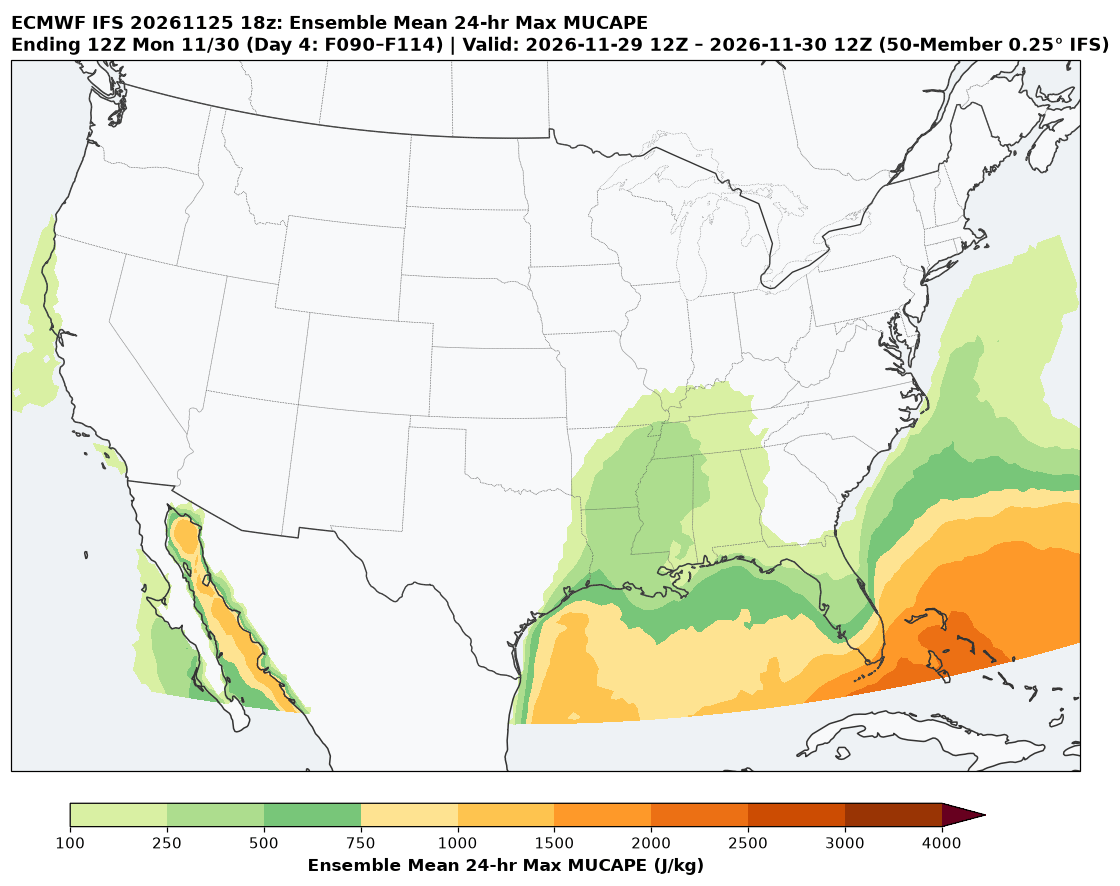 ECMWF IFS 20261125 18z: Ensemble Mean 24-hr Max MUCAPE
Ending 12Z Mon 11/30 (Day 4: F090–F114) | Valid: 2026-11-29 12Z – 2026-11-30 12Z (50-Member 0.25° IFS)
100 250 500 750 1000 1500 2000 2500 3000 4000
Ensemble Mean 24-hr Max MUCAPE (J/kg)